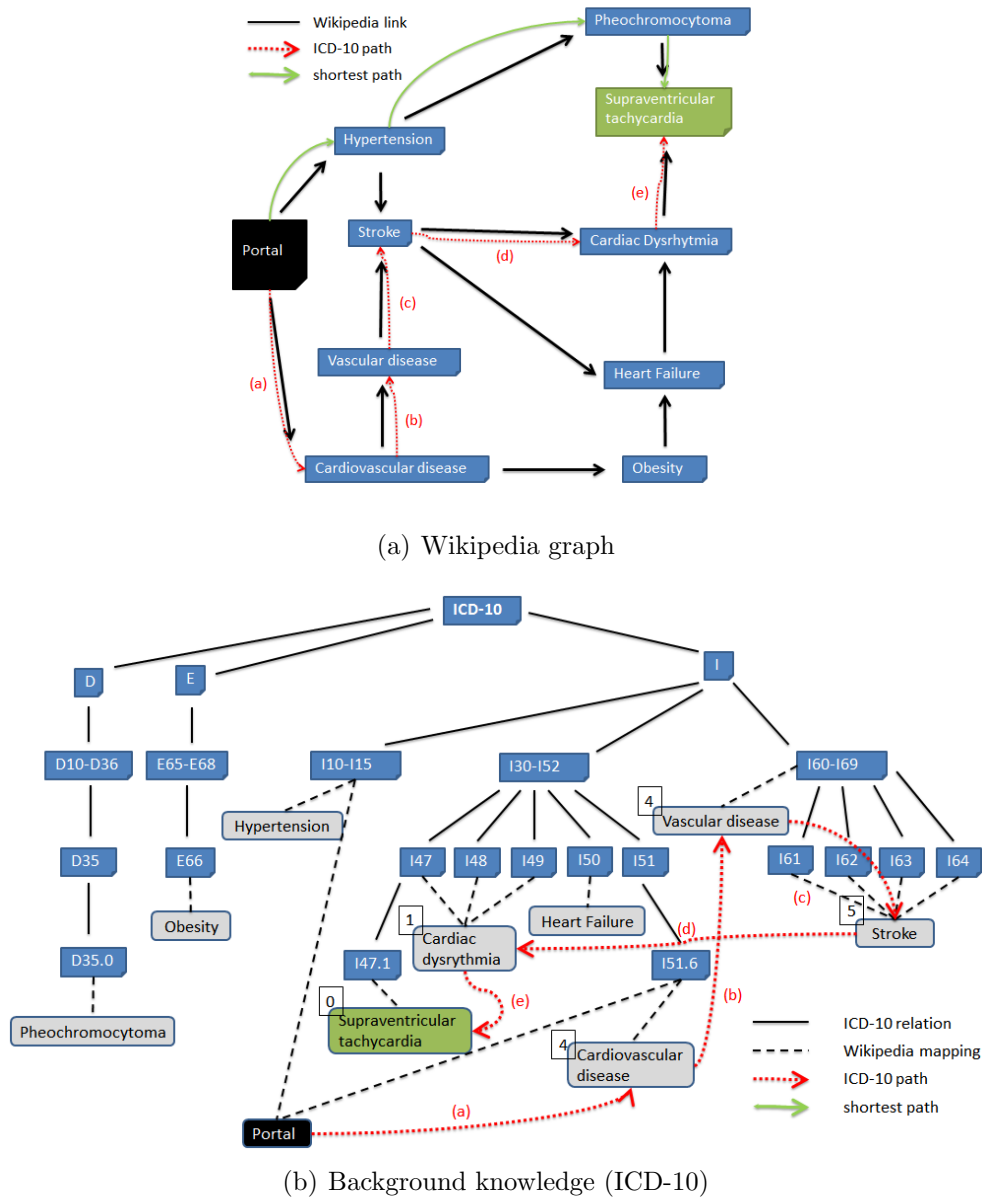 Wikipedia link
ICD-10 path
shortest path
Pheochromocytoma
Supraventricular
tachycardia
Hypertension
(e)
Portal
Stroke
Cardiac Dysrhytmia
(d)
(c)
Vascular disease
Heart Failure
(a)
(b)
Cardiovascular disease
Obesity
(a) Wikipedia graph
ICD-10
D
E
I
D10-D36
E65-E68
I10-I15
I30-I52
I60-I69
4
Hypertension
Vascular disease
D35
E66
I47
I48
I49
I50
I51
I61
I62
I63
I64
(c)
Obesity
1
Cardiac
dysrythmia
Heart Failure
5
Stroke
(d)
D35.0
I47.1
I51.6
(e)
(b)
0
Supraventricular
tachycardia
Pheochromocytoma
4
Cardiovascular
disease
ICD-10 relation
Wikipedia mapping
ICD-10 path
shortest path
(a)
Portal
(b) Background knowledge (ICD-10)